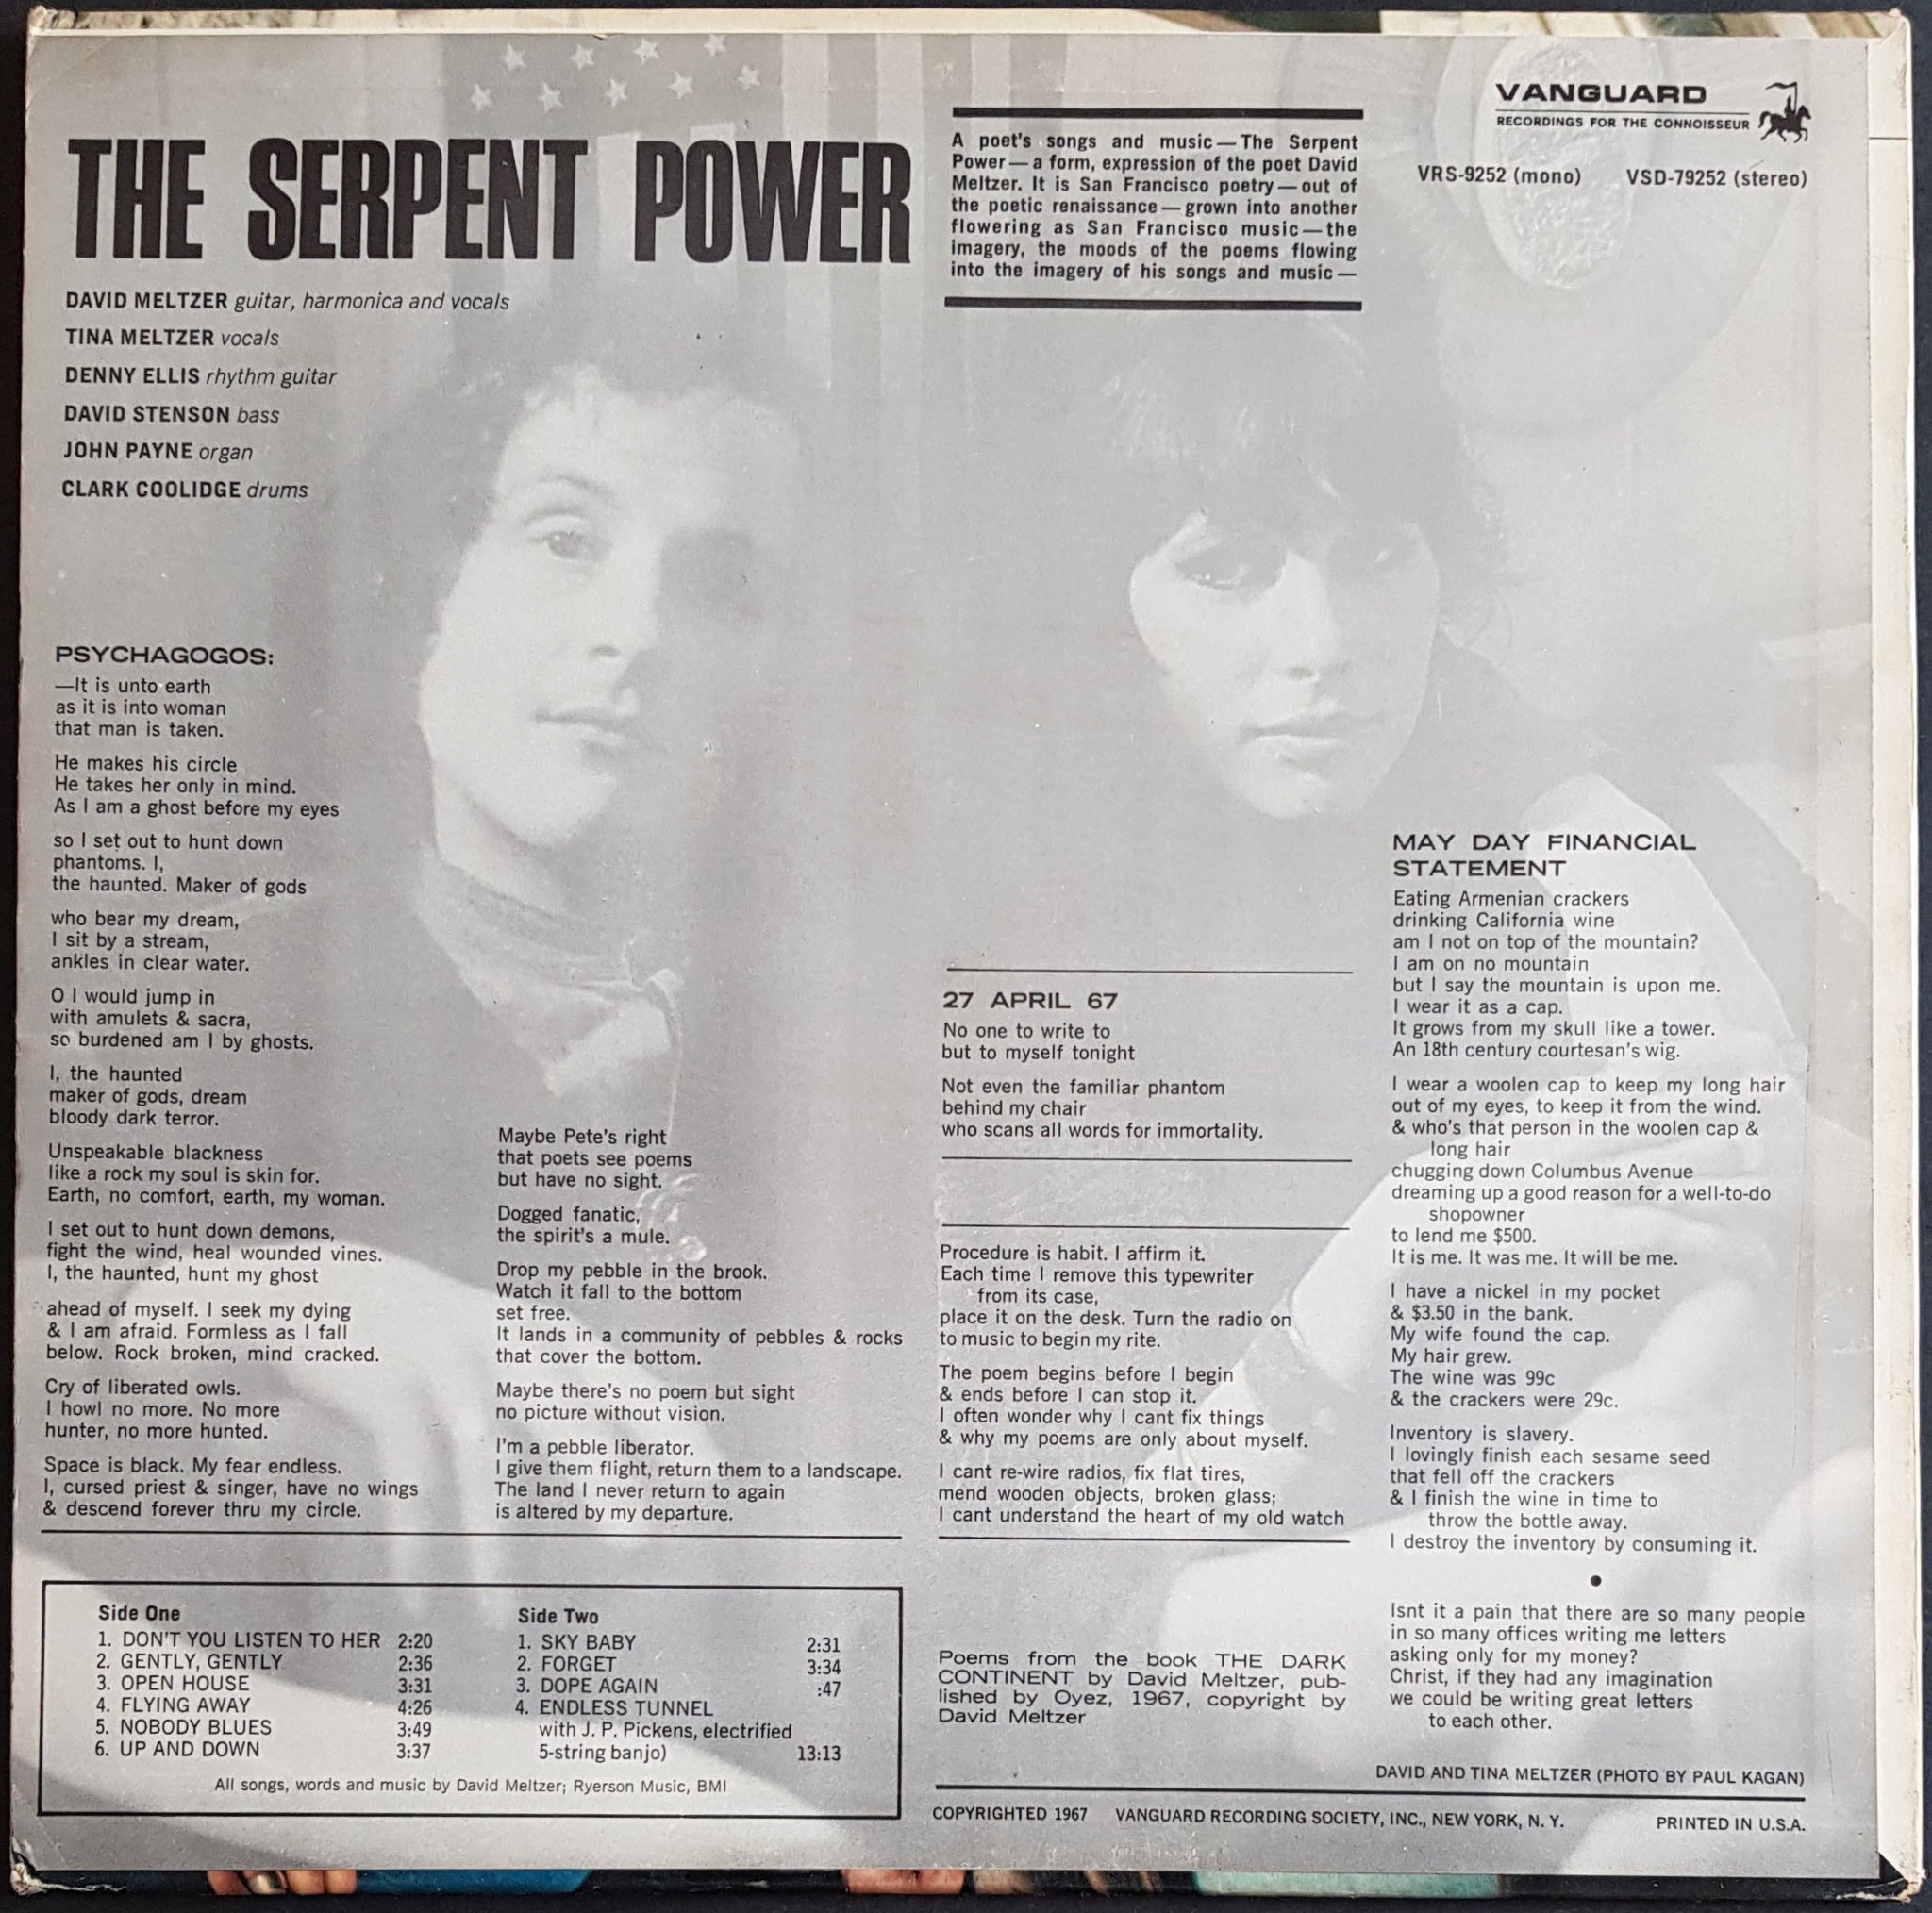 THE SERPENT POWER
DAVID MELTZER guitar, harmonica and vocals
TINA MELTZER vocals
DENNY ELLIS rhythm guitar
DAVID STENSON bass
JOHN PAYNE organ
CLARK COOLIDGE drums
A poet's songs and music—The Serpent
Power—a form, expression of the poet David
Meltzer. It is San Francisco poetry—out of
the poetic renaissance—grown into another
flowering as San Francisco music—the
imagery, the moods of the poems flowing
into the imagery of his songs and music—
VANGUARD
RECORDINGS FOR THE CONNOISSEUR
VRS-9252 (mono) VSD-79252 (stereo)
PSYCHAGOGOS:
—It is unto earth
as it is into woman
that man is taken.
He makes his circle
He takes her only in mind.
As I am a ghost before my eyes
so I set out to hunt down
phantoms. I,
the haunted. Maker of gods
who bear my dream,
I sit by a stream,
ankles in clear water.
O I would jump in
with amulets & sacra,
so burdened am I by ghosts.
I, the haunted
maker of gods, dream
bloody dark terror.
Unspeakable blackness
like a rock my soul is skin for.
Earth, no comfort, earth, my woman.
I set out to hunt down demons,
fight the wind, heal wounded vines.
I, the haunted, hunt my ghost
ahead of myself. I seek my dying
& I am afraid. Formless as I fall
below. Rock broken, mind cracked.
Cry of liberated owls.
I howl no more. No more
hunter, no more hunted.
Space is black. My fear endless.
I, cursed priest & singer, have no wings
& descend forever thru my circle.
Maybe Pete's right
that poets see poems
but have no sight.
Dogged fanatic,
the spirit's a mule.
Drop my pebble in the brook.
Watch it fall to the bottom
set free.
It lands in a community of pebbles & rocks
that cover the bottom.
Maybe there's no poem but sight
no picture without vision.
I'm a pebble liberator.
I give them flight, return them to a landscape.
The land I never return to again
is altered by my departure.
27 APRIL 67
No one to write to
but to myself tonight
Not even the familiar phantom
behind my chair
who scans all words for immortality.
Procedure is habit. I affirm it.
Each time I remove this typewriter
from its case,
place it on the desk. Turn the radio on
to music to begin my rite.
The poem begins before I begin
& ends before I can stop it.
I often wonder why I cant fix things
& why my poems are only about myself.
I cant re-wire radios, fix flat tires,
mend wooden objects, broken glass;
I cant understand the heart of my old watch
MAY DAY FINANCIAL
STATEMENT
Eating Armenian crackers
drinking California wine
am I not on top of the mountain?
I am on no mountain
but I say the mountain is upon me.
I wear it as a cap.
It grows from my skull like a tower.
An 18th century courtesan's wig.
I wear a woolen cap to keep my long hair
out of my eyes, to keep it from the wind.
& who's that person in the woolen cap &
long hair
chugging down Columbus Avenue
dreaming up a good reason for a well-to-do
shopowner
to lend me $500.
It is me. It was me. It will be me.
I have a nickel in my pocket
& $3.50 in the bank.
My wife found the cap.
My hair grew.
The wine was 99c
& the crackers were 29c.
Inventory is slavery.
I lovingly finish each sesame seed
that fell off the crackers
& I finish the wine in time to
throw the bottle away.
I destroy the inventory by consuming it.
•
Isnt it a pain that there are so many people
in so many offices writing me letters
asking only for my money?
Christ, if they had any imagination
we could be writing great letters
to each other.
Side One
1. DON'T YOU LISTEN TO HER 2:20
2. GENTLY, GENTLY 2:36
3. OPEN HOUSE 3:31
4. FLYING AWAY 4:26
5. NOBODY BLUES 3:49
6. UP AND DOWN 3:37
Side Two
1. SKY BABY 2:31
2. FORGET 3:34
3. DOPE AGAIN :47
4. ENDLESS TUNNEL
with J. P. Pickens, electrified
5-string banjo) 13:13
All songs, words and music by David Meltzer; Ryerson Music, BMI
Poems from the book THE DARK
CONTINENT by David Meltzer, pub-
lished by Oyez, 1967, copyright by
David Meltzer
DAVID AND TINA MELTZER (PHOTO BY PAUL KAGAN)
COPYRIGHTED 1967 VANGUARD RECORDING SOCIETY, INC., NEW YORK, N. Y. PRINTED IN U.S.A.